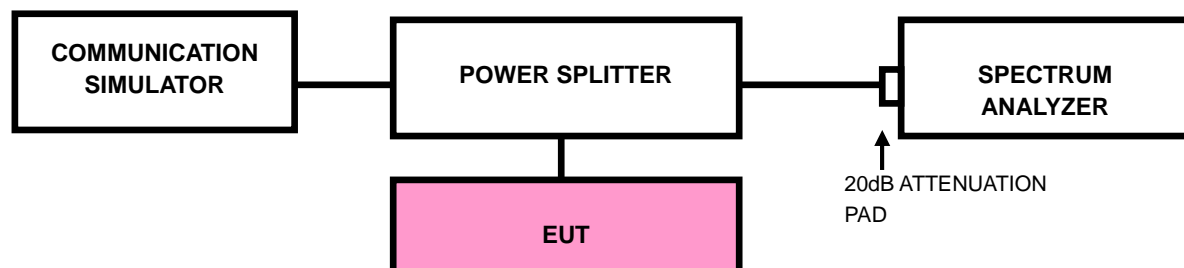 COMMUNICATION
SIMULATOR
POWER SPLITTER
SPECTRUM
ANALYZER
20dB ATTENUATION
PAD
EUT